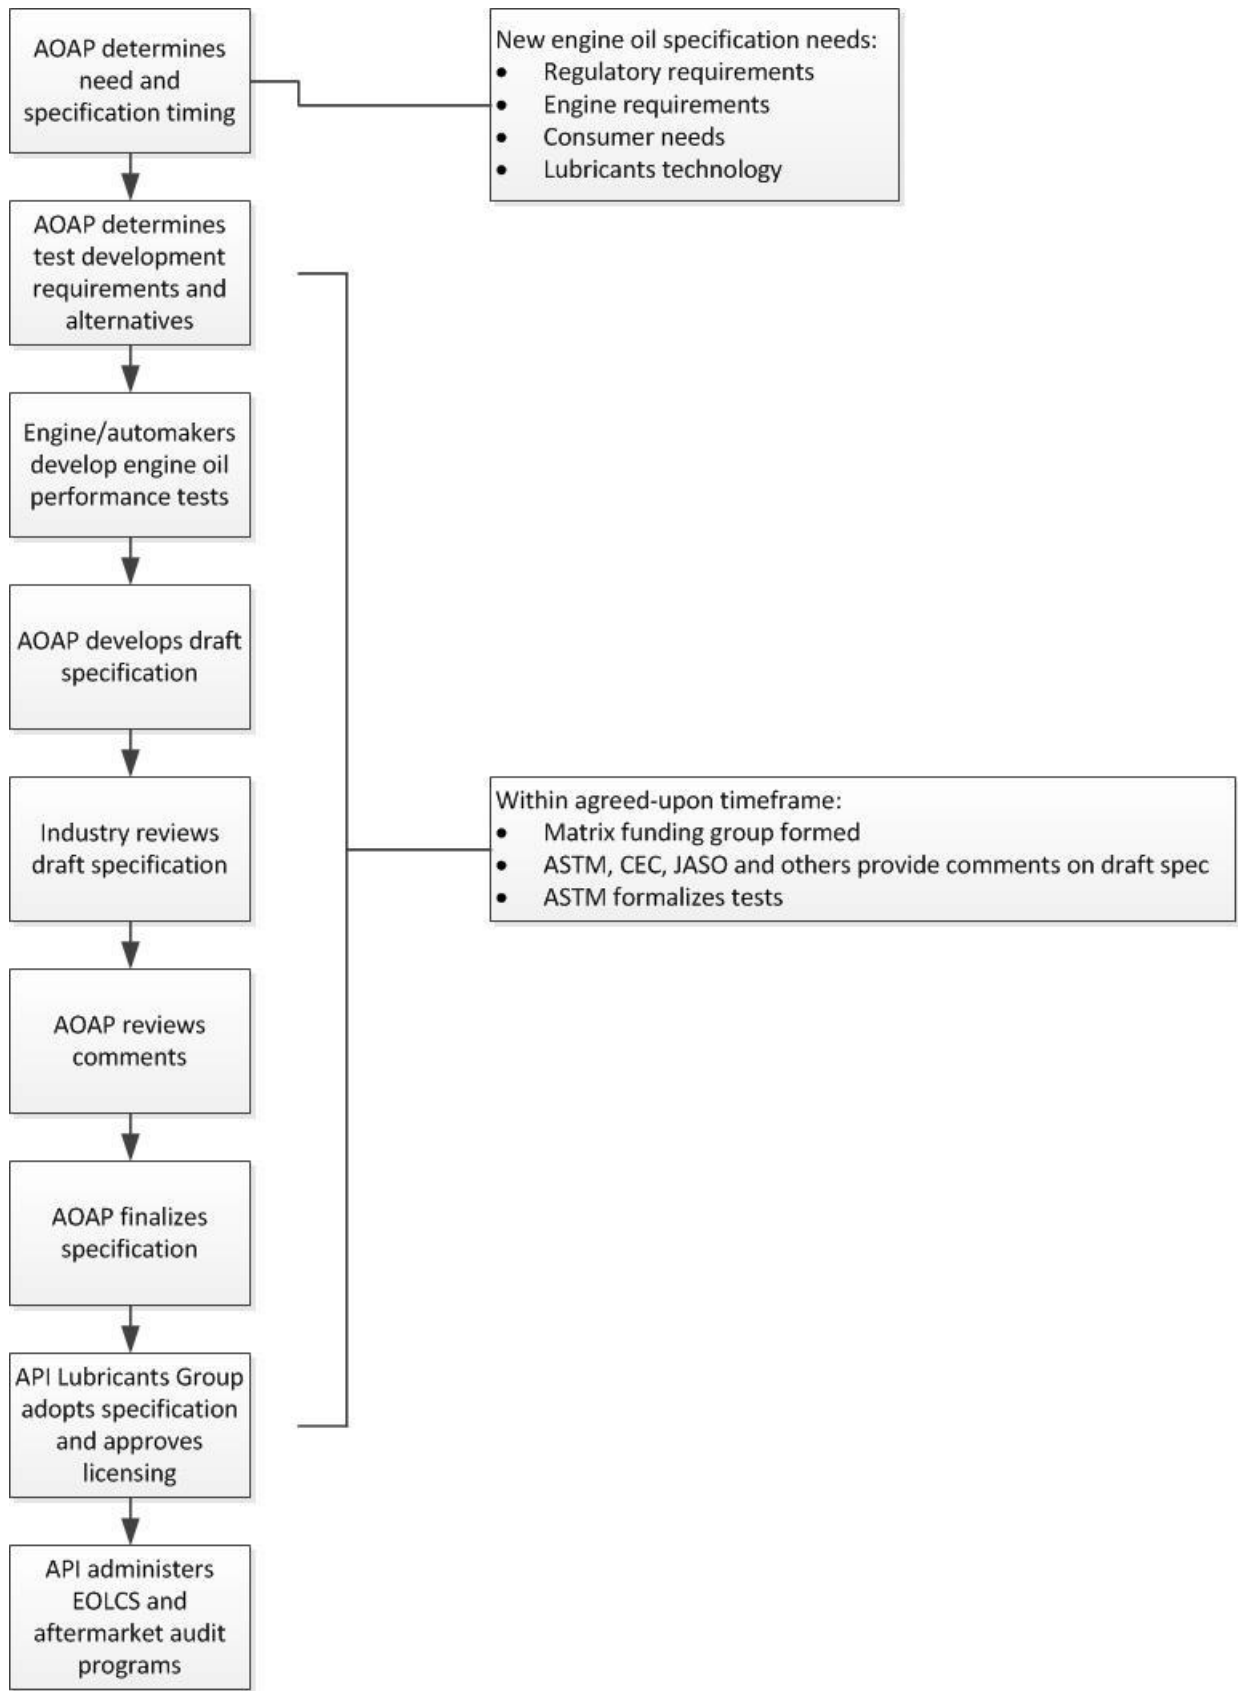 AOAP determines
need and
specification timing
New engine oil specification needs:
• Regulatory requirements
• Engine requirements
• Consumer needs
• Lubricants technology
AOAP determines
test development
requirements and
alternatives
Engine/automakers
develop engine oil
performance tests
AOAP develops draft
specification
Industry reviews
draft specification
Within agreed-upon timeframe:
• Matrix funding group formed
• ASTM, CEC, JASO and others provide comments on draft spec
• ASTM formalizes tests
AOAP reviews
comments
AOAP finalizes
specification
API Lubricants Group
adopts specification
and approves
licensing
API administers
EOLCS and
aftermarket audit
programs